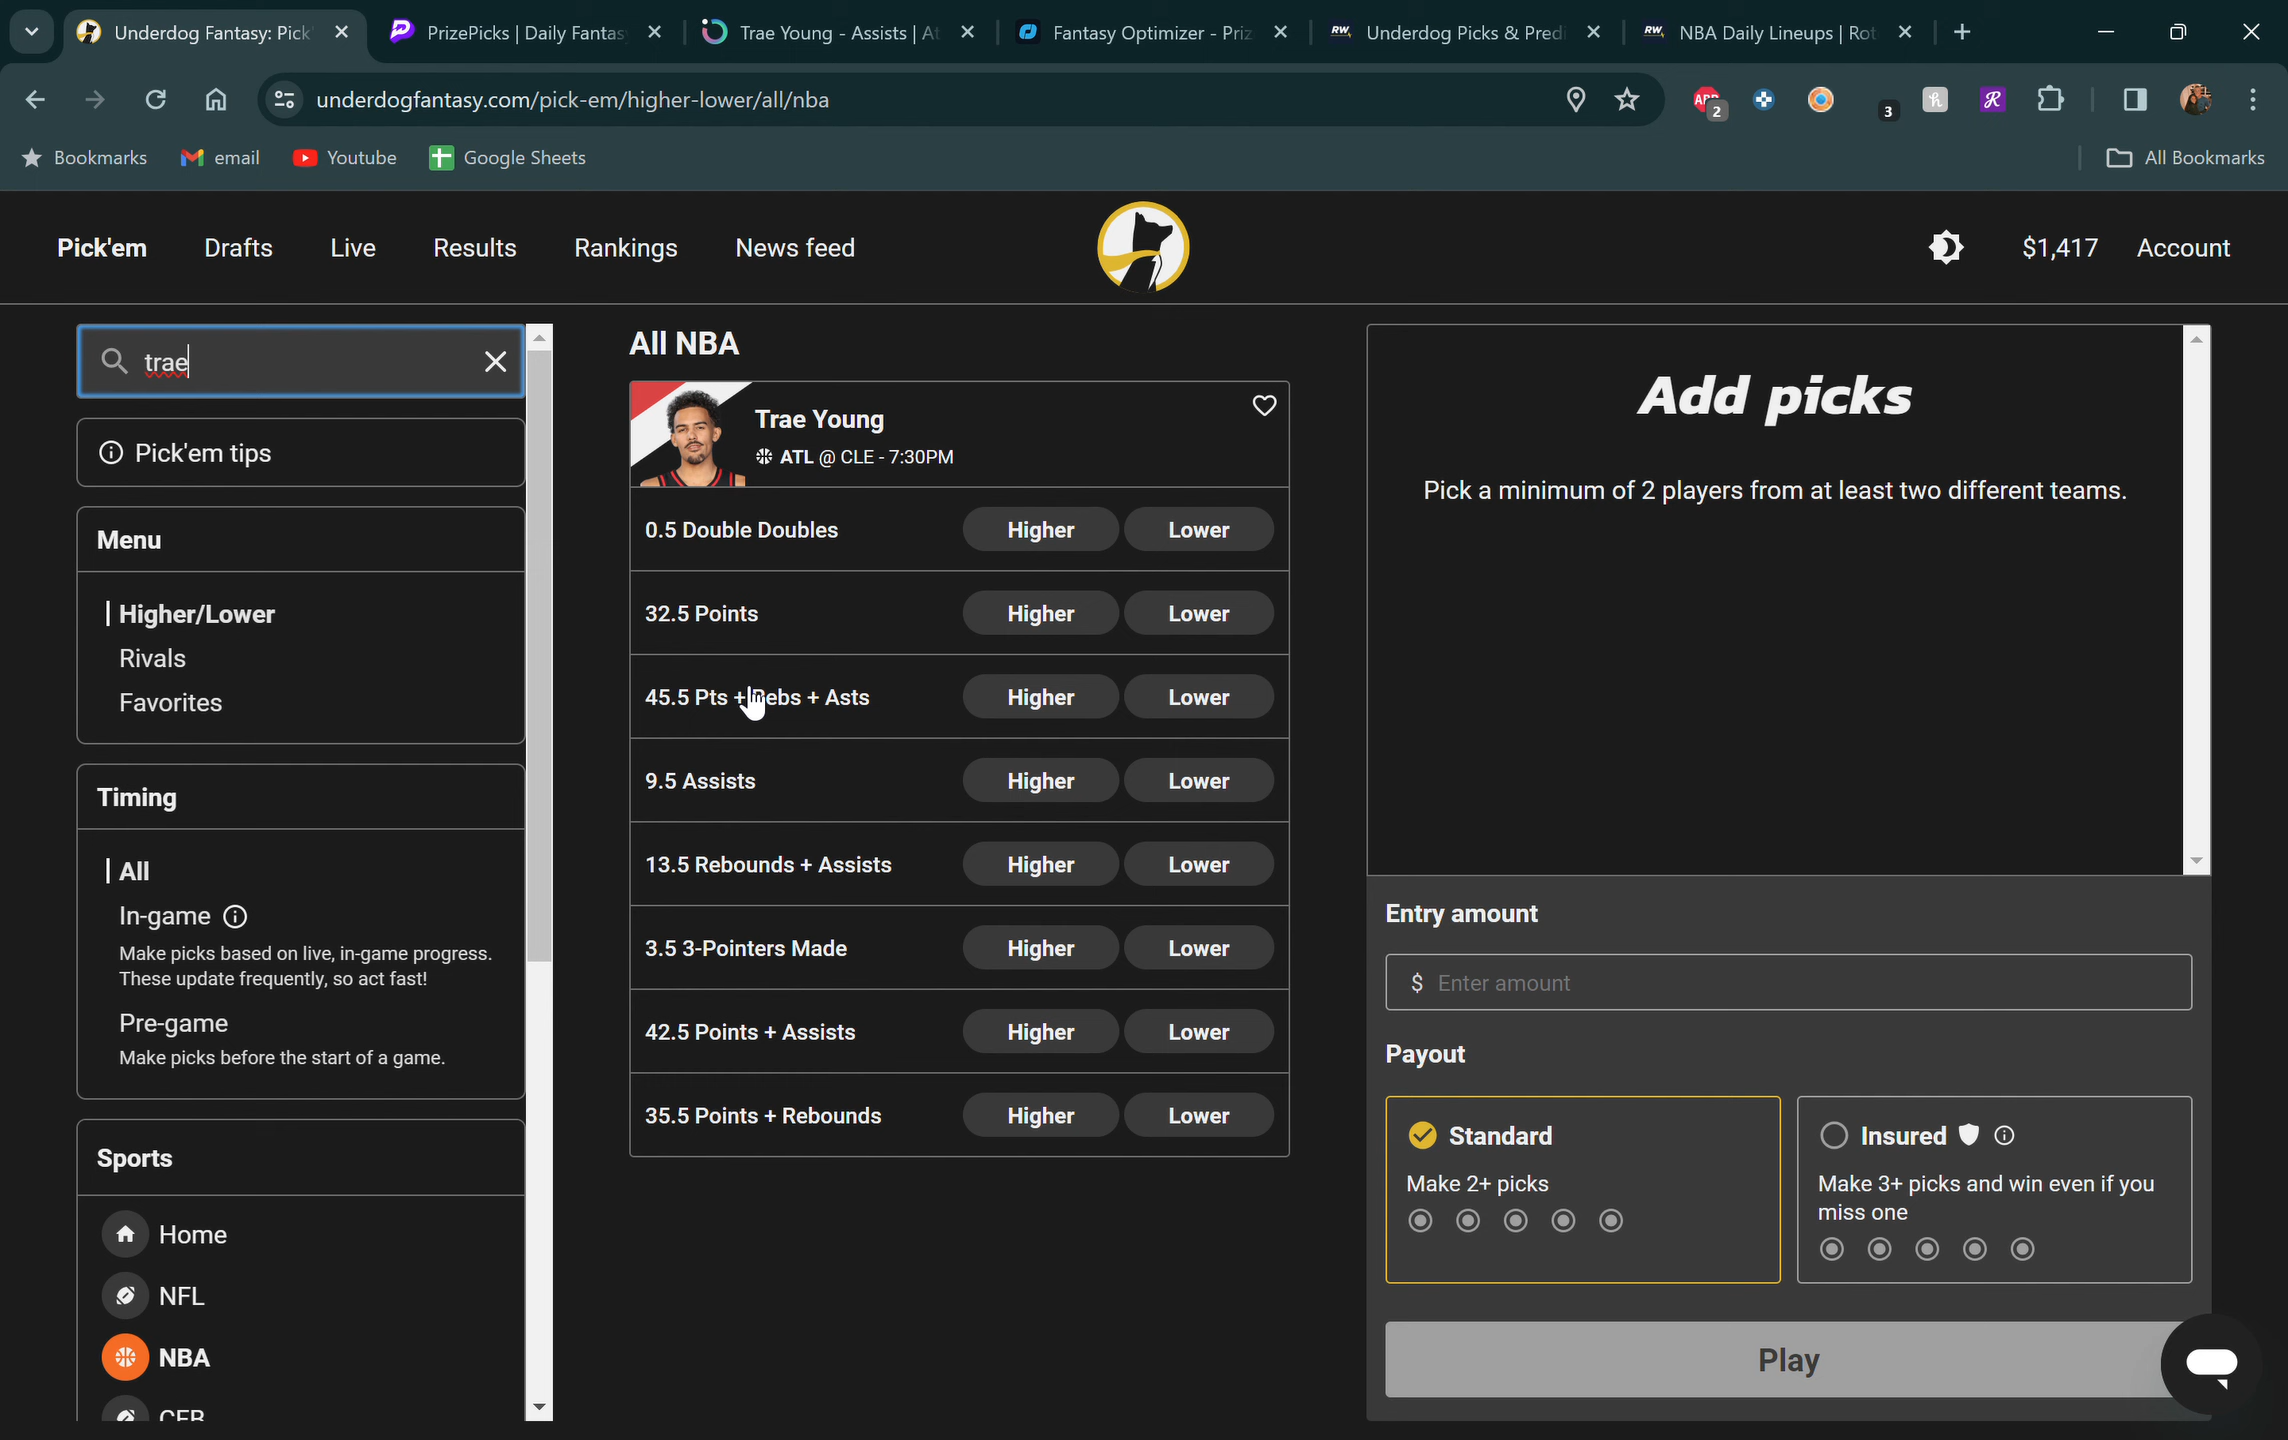 Underdog Fantasy: Pick'
PrizePicks | Daily Fantas
Trae Young - Assists | At
Fantasy Optimizer - Priz
RW Underdog Picks & Predi
RW NBA Daily Lineups | Rot
underdogfantasy.com/pick-em/higher-lower/all/nba
ABP 2
3
h
R
Bookmarks
email
Youtube
Google Sheets
All Bookmarks
Pick'em
Drafts
Live
Results
Rankings
News feed
$1,417
Account
trae
Pick'em tips
Menu
Higher/Lower
Rivals
Favorites
Timing
All
In-game
Make picks based on live, in-game progress.
These update frequently, so act fast!
Pre-game
Make picks before the start of a game.
Sports
Home
NFL
NBA
CFB
All NBA
Trae Young
ATL @ CLE - 7:30PM
0.5 Double Doubles Higher Lower
32.5 Points Higher Lower
45.5 Pts + Rebs + Asts Higher Lower
9.5 Assists Higher Lower
13.5 Rebounds + Assists Higher Lower
3.5 3-Pointers Made Higher Lower
42.5 Points + Assists Higher Lower
35.5 Points + Rebounds Higher Lower
Add picks
Pick a minimum of 2 players from at least two different teams.
Entry amount
$ Enter amount
Payout
Standard
Make 2+ picks
Insured
Make 3+ picks and win even if you
miss one
Play